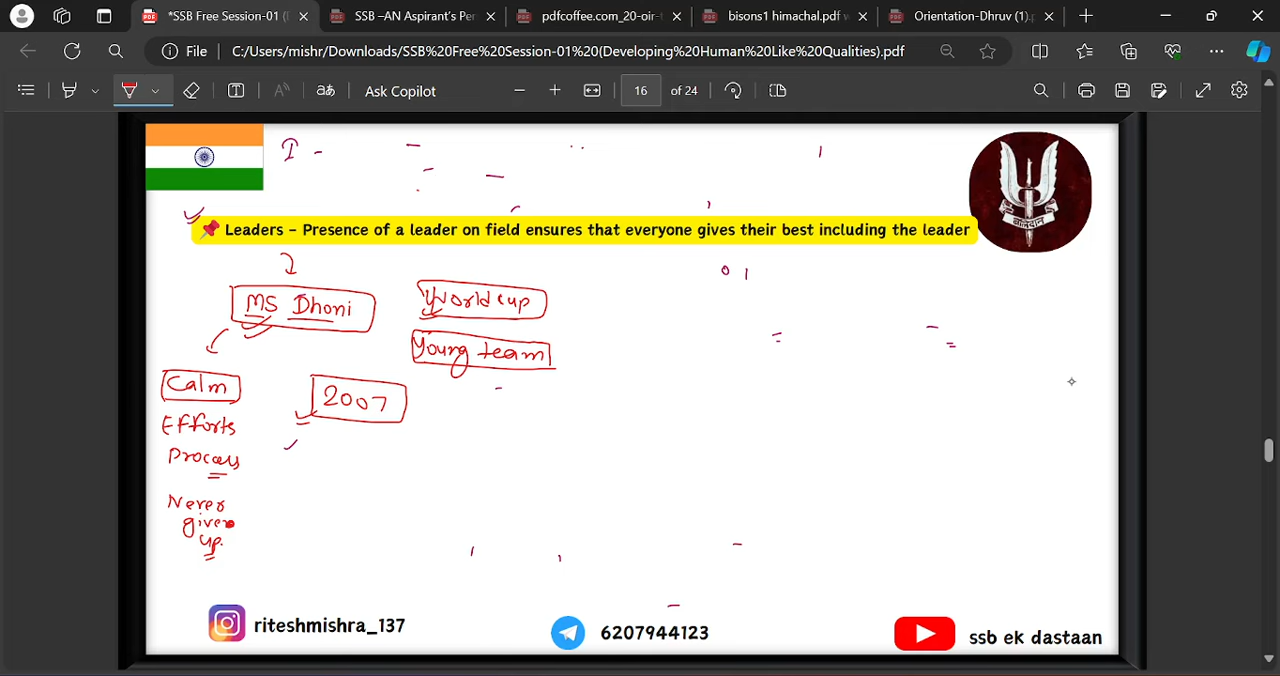 *SSB Free Session-01 (
SSB –AN Aspirant's Per
pdfcoffee.com_20-oir-t
bisons1 himachal.pdf w
Orientation-Dhruv (1).p
File
C:/Users/mishr/Downloads/SSB%20Free%20Session-01%20(Developing%20Human%20Like%20Qualities).pdf
Ask Copilot
16 of 24
I -
Leaders - Presence of a leader on field ensures that everyone gives their best including the leader
MS Dhoni
World cup
Young team
Calm
2007
Efforts
Process
Never
give
up.
riteshmishra_137
6207944123
ssb ek dastaan